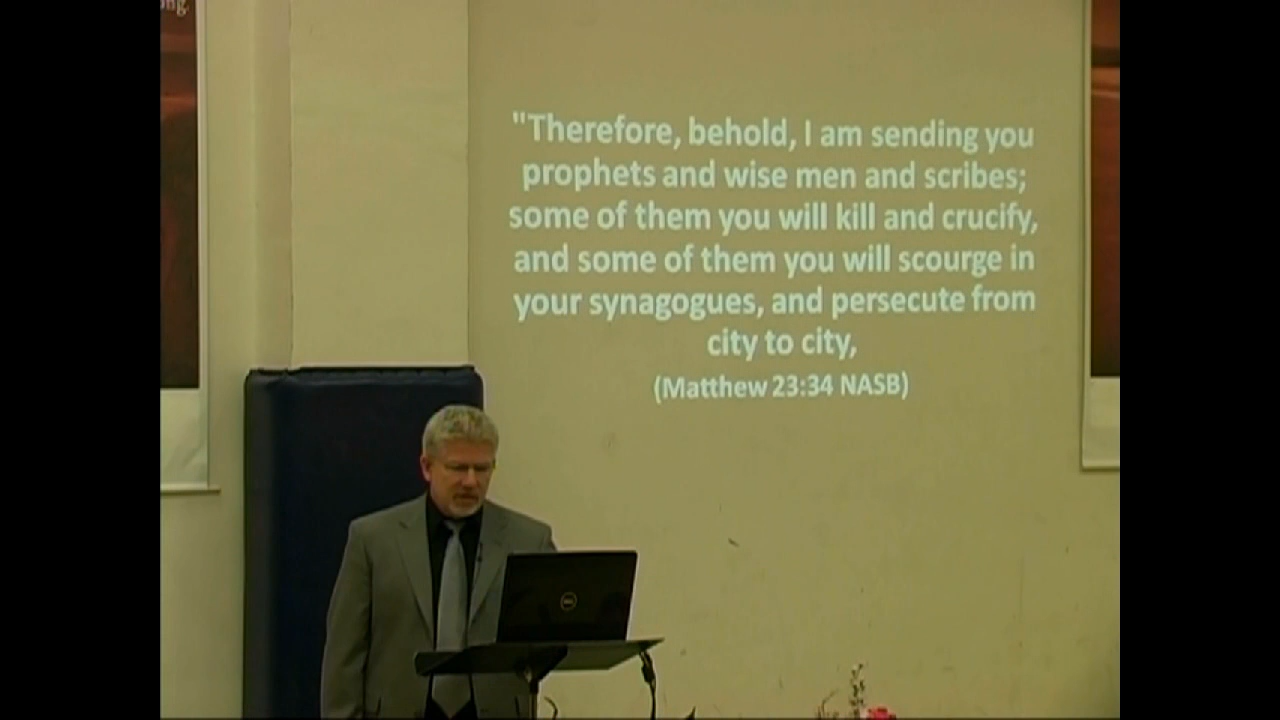 ong.
"Therefore, behold, I am sending you
prophets and wise men and scribes;
some of them you will kill and crucify,
and some of them you will scourge in
your synagogues, and persecute from
city to city,
(Matthew 23:34 NASB)
DELL